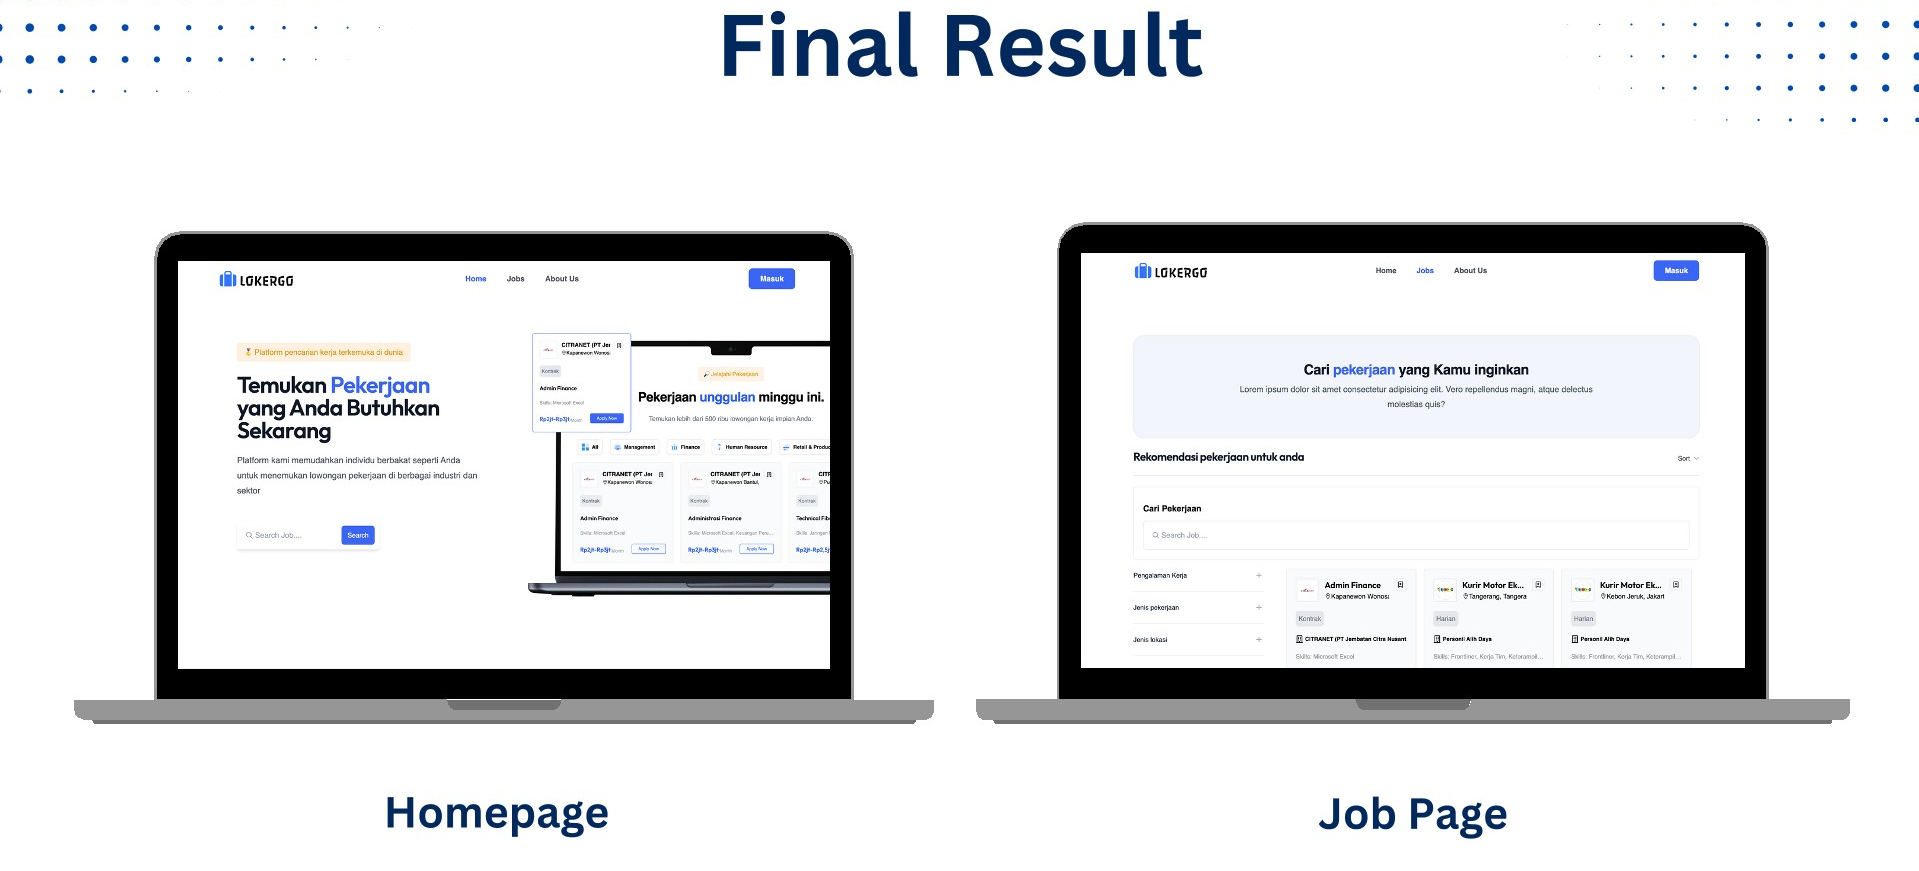 Final Result
LOKERGO
Home Jobs About Us
Masuk
Platform pencarian kerja terkemuka di dunia
Temukan Pekerjaan
yang Anda Butuhkan
Sekarang
Platform kami memudahkan individu berbakat seperti Anda
untuk menemukan lowongan pekerjaan di berbagai industri dan
sektor
Search Job....
Search
CITRANET (PT Jer
Kapanewon Wonos
Kontrak
Admin Finance
Skills: Microsoft Excel
Rp2jt-Rp3jt/Month
Apply Now
Jelajahi Pekerjaan
Pekerjaan unggulan minggu ini.
Temukan lebih dari 500 ribu lowongan kerja impian Anda.
All Management Finance Human Resource Retail & Produc
CITRANET (PT Jer
Kapanewon Wonos
Kontrak
Admin Finance
Skills: Microsoft Excel
Rp2jt-Rp3jt/Month
Apply Now
CITRANET (PT Jer
Kapanewon Bantul,
Kontrak
Administrasi Finance
Skills: Microsoft Excel, Keuangan Peru...
Rp2jt-Rp3jt/Month
Apply Now
CITR
Pu
Kontrak
Technical Fib
Skills: Jaringan
Rp2jt-Rp2,5j
Homepage
LOKERGO
Home Jobs About Us
Masuk
Cari pekerjaan yang Kamu inginkan
Lorem ipsum dolor sit amet consectetur adipisicing elit. Vero repellendus magni, atque delectus
molestias quis?
Rekomendasi pekerjaan untuk anda
Sort
Cari Pekerjaan
Search Job....
Pengalaman Kerja +
Jenis pekerjaan +
Jenis lokasi +
Admin Finance
Kapanewon Wonosa
Kontrak
CITRANET (PT Jembatan Citra Nusant
Skills: Microsoft Excel
Kurir Motor Ek...
Tangerang, Tangera
Harian
Personil Alih Daya
Skills: Frontliner, Kerja Tim, Keterampil...
Kurir Motor Ek...
Kebon Jeruk, Jakart
Harian
Personil Alih Daya
Skills: Frontliner, Kerja Tim, Keterampil...
Job Page